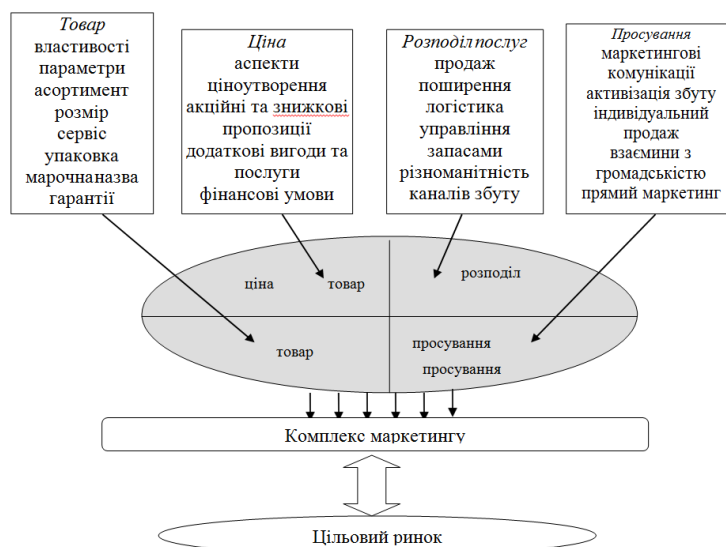 Товар
властивості
параметри
асортимент
розмір
сервіс
упаковка
марочнаназва
гарантії
Ціна
аспекти
ціноутворення
акційні та знижкові
пропозиції
додаткові вигоди та
послуги
фінансові умови
Розподіл послуг
продаж
поширення
логістика
управління
запасами
різноманітність
каналів збуту
Просування
маркетингові
комунікації
активізація збуту
індивідуальний
продаж
взаємини з
громадськістю
прямий маркетинг
ціна товар
розподіл
товар
просування
просування
Комплекс маркетингу
Цільовий ринок